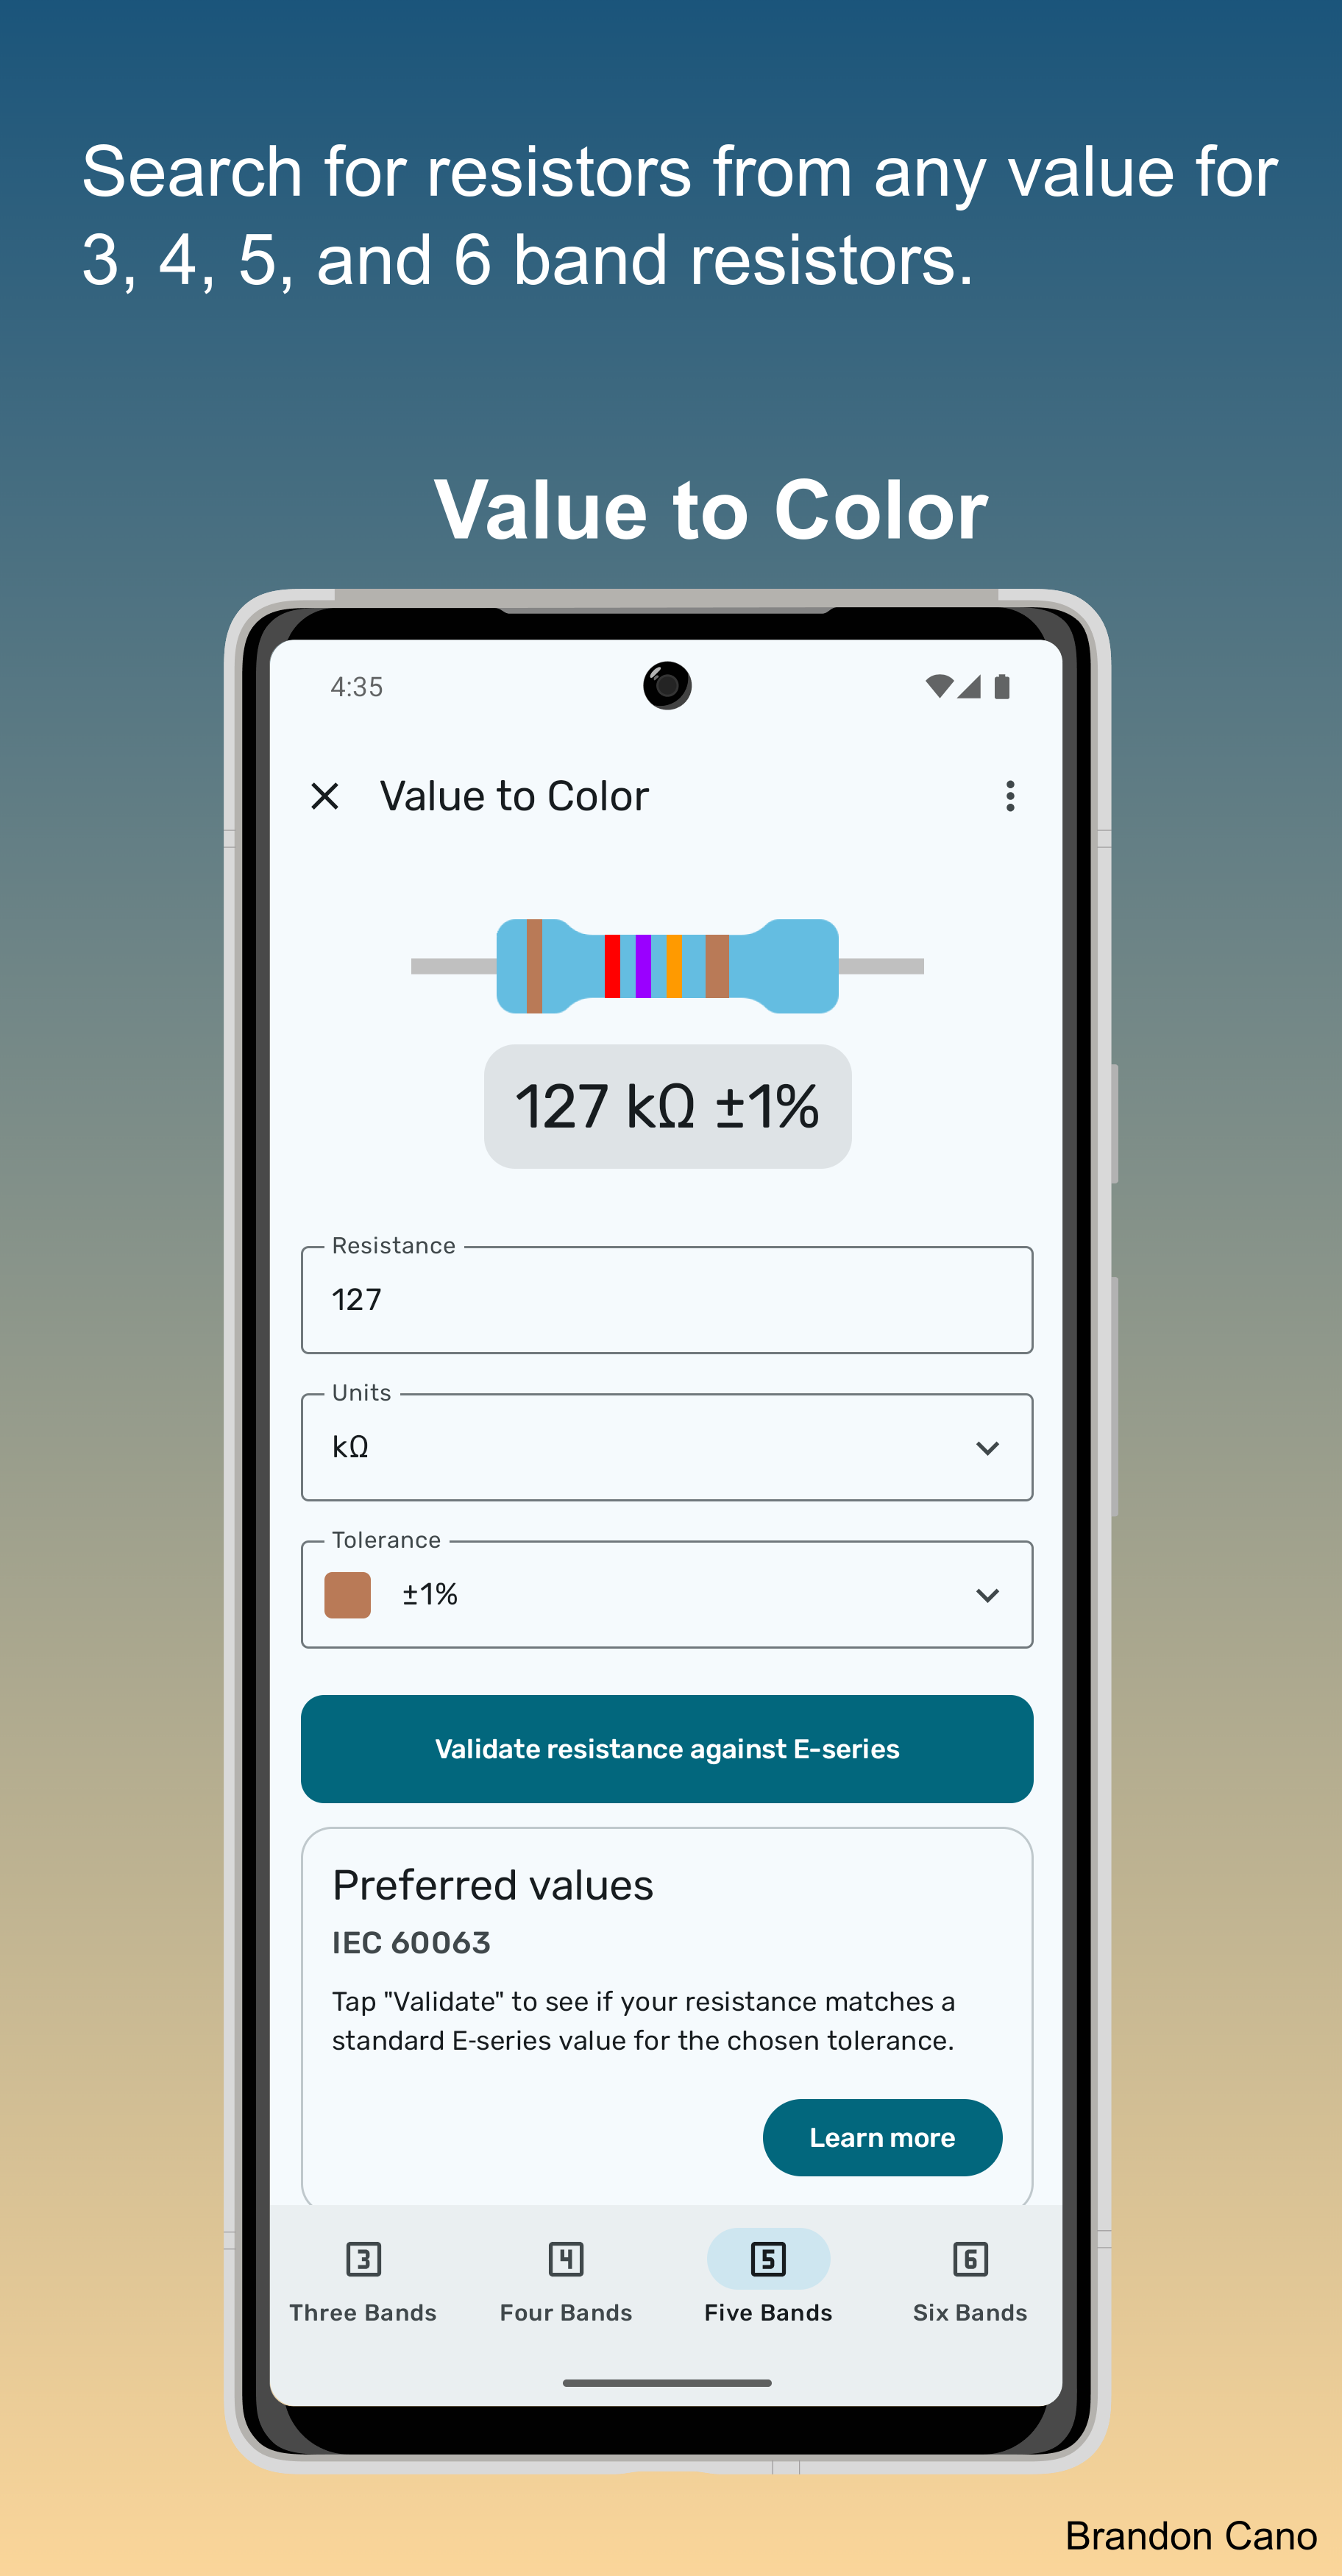 Search for resistors from any value for
3, 4, 5, and 6 band resistors.
Value to Color
4:35
Value to Color
127 kΩ ±1%
Resistance
127
Units
kΩ
Tolerance
±1%
Validate resistance against E-series
Preferred values
IEC 60063
Tap "Validate" to see if your resistance matches a
standard E-series value for the chosen tolerance.
Learn more
3 4 5 6
Three Bands Four Bands Five Bands Six Bands
Brandon Cano